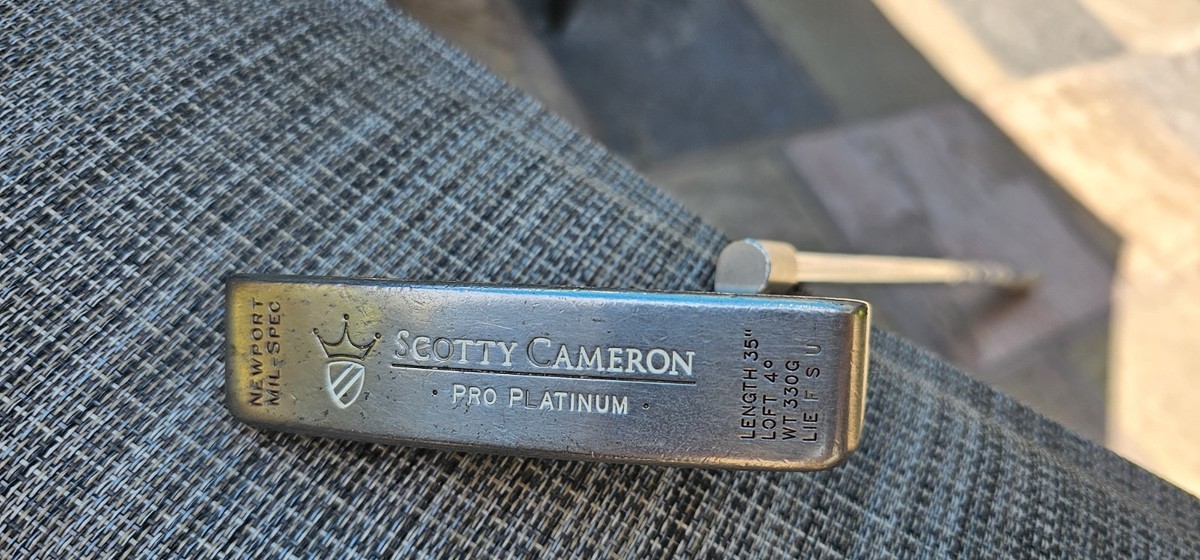 NEWPORT
MIL-SPEC
SCOTTY CAMERON
· PRO PLATINUM ·
LENGTH 35"
LOFT 4°
WT 330G
LIE F S U